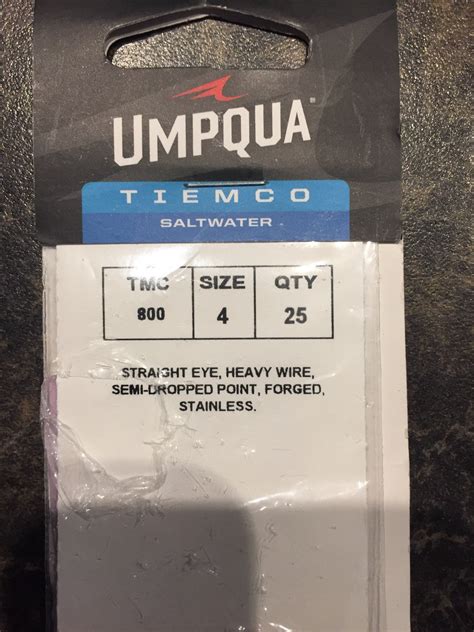 UMPQUA
TIEMCO
SALTWATER
TMC SIZE QTY
800 4 25
STRAIGHT EYE, HEAVY WIRE,
SEMI-DROPPED POINT, FORGED,
STAINLESS.